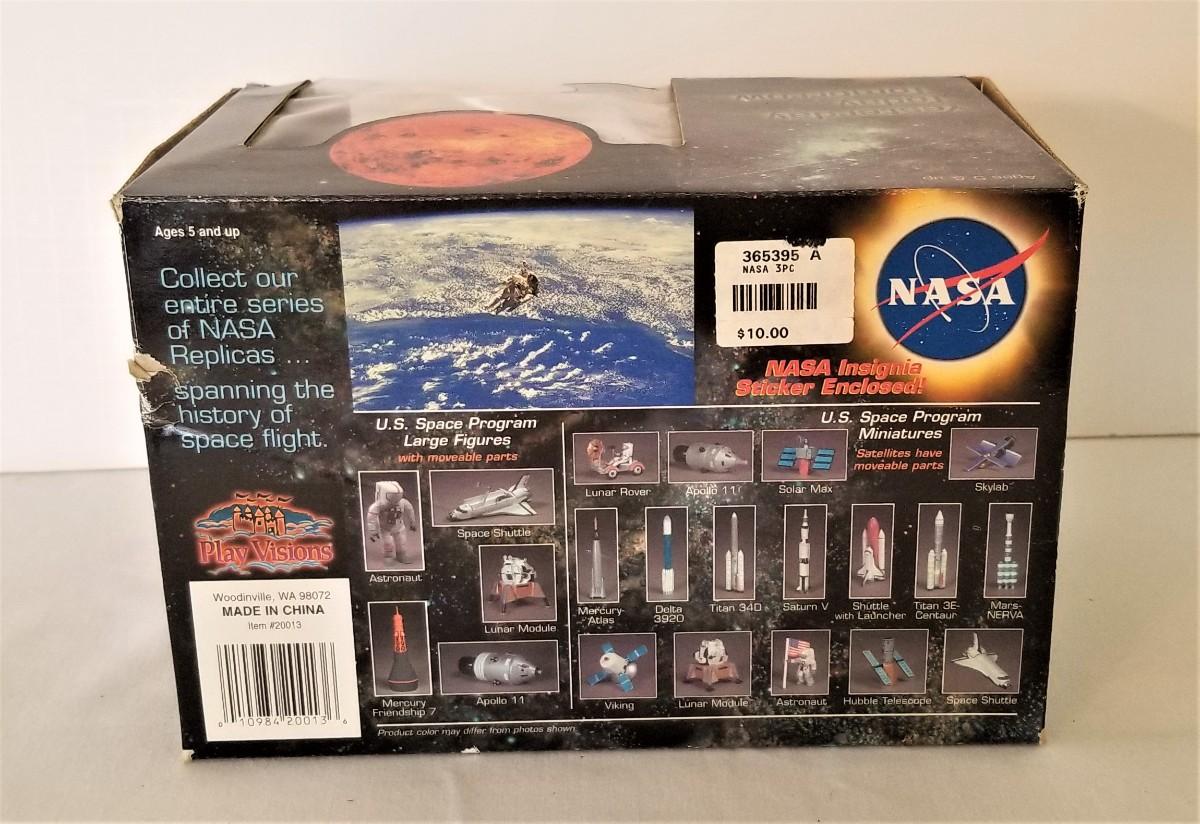 Ages 5 & up
Ages 5 and up
Collect our
entire series
of NASA
Replicas ...
spanning the
history of
space flight.
Play Visions
Woodinville, WA 98072
MADE IN CHINA
Item #20013
0 10984 20013 6
365395 A
NASA 3PC
$10.00
NASA
NASA Insignia
Sticker Enclosed!
U.S. Space Program
Large Figures
with moveable parts
Astronaut
Space Shuttle
Lunar Module
Mercury
Friendship 7
Apollo 11
U.S. Space Program
Miniatures
Satellites have
moveable parts
Lunar Rover
Apollo 11
Solar Max
Skylab
Mercury-
Atlas
Delta
3920
Titan 34D
Saturn V
Shuttle
with Launcher
Titan 3E-
Centaur
Mars-
NERVA
Viking
Lunar Module
Astronaut
Hubble Telescope
Space Shuttle
Product color may differ from photos shown